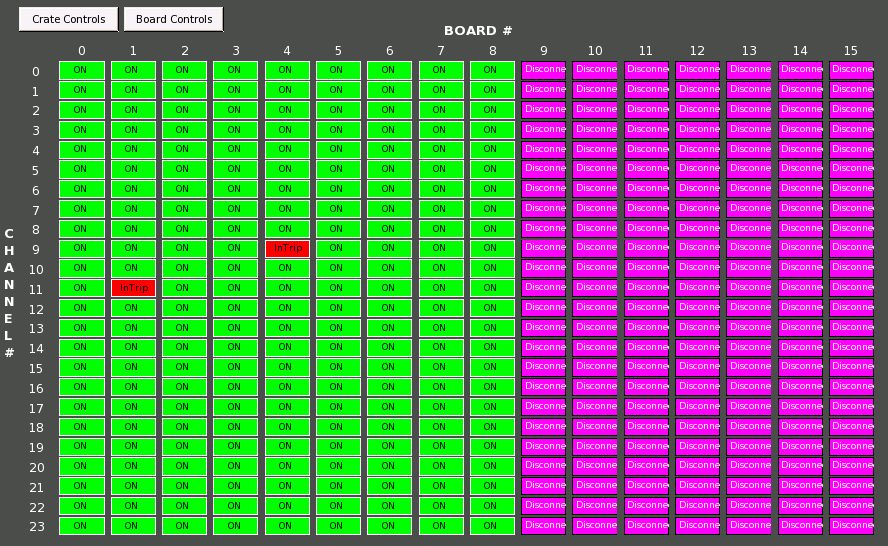 Crate Controls Board Controls
BOARD #
0 1 2 3 4 5 6 7 8 9 10 11 12 13 14 15
0 ON ON ON ON ON ON ON ON ON Disconne Disconne Disconne Disconne Disconne Disconne Disconne
1 ON ON ON ON ON ON ON ON ON Disconne Disconne Disconne Disconne Disconne Disconne Disconne
2 ON ON ON ON ON ON ON ON ON Disconne Disconne Disconne Disconne Disconne Disconne Disconne
3 ON ON ON ON ON ON ON ON ON Disconne Disconne Disconne Disconne Disconne Disconne Disconne
4 ON ON ON ON ON ON ON ON ON Disconne Disconne Disconne Disconne Disconne Disconne Disconne
5 ON ON ON ON ON ON ON ON ON Disconne Disconne Disconne Disconne Disconne Disconne Disconne
6 ON ON ON ON ON ON ON ON ON Disconne Disconne Disconne Disconne Disconne Disconne Disconne
7 ON ON ON ON ON ON ON ON ON Disconne Disconne Disconne Disconne Disconne Disconne Disconne
8 ON ON ON ON ON ON ON ON ON Disconne Disconne Disconne Disconne Disconne Disconne Disconne
9 ON ON ON ON InTrip ON ON ON ON Disconne Disconne Disconne Disconne Disconne Disconne Disconne
10 ON ON ON ON ON ON ON ON ON Disconne Disconne Disconne Disconne Disconne Disconne Disconne
11 ON InTrip ON ON ON ON ON ON ON Disconne Disconne Disconne Disconne Disconne Disconne Disconne
12 ON ON ON ON ON ON ON ON ON Disconne Disconne Disconne Disconne Disconne Disconne Disconne
13 ON ON ON ON ON ON ON ON ON Disconne Disconne Disconne Disconne Disconne Disconne Disconne
14 ON ON ON ON ON ON ON ON ON Disconne Disconne Disconne Disconne Disconne Disconne Disconne
15 ON ON ON ON ON ON ON ON ON Disconne Disconne Disconne Disconne Disconne Disconne Disconne
16 ON ON ON ON ON ON ON ON ON Disconne Disconne Disconne Disconne Disconne Disconne Disconne
17 ON ON ON ON ON ON ON ON ON Disconne Disconne Disconne Disconne Disconne Disconne Disconne
18 ON ON ON ON ON ON ON ON ON Disconne Disconne Disconne Disconne Disconne Disconne Disconne
19 ON ON ON ON ON ON ON ON ON Disconne Disconne Disconne Disconne Disconne Disconne Disconne
20 ON ON ON ON ON ON ON ON ON Disconne Disconne Disconne Disconne Disconne Disconne Disconne
21 ON ON ON ON ON ON ON ON ON Disconne Disconne Disconne Disconne Disconne Disconne Disconne
22 ON ON ON ON ON ON ON ON ON Disconne Disconne Disconne Disconne Disconne Disconne Disconne
23 ON ON ON ON ON ON ON ON ON Disconne Disconne Disconne Disconne Disconne Disconne Disconne
CHANNEL #